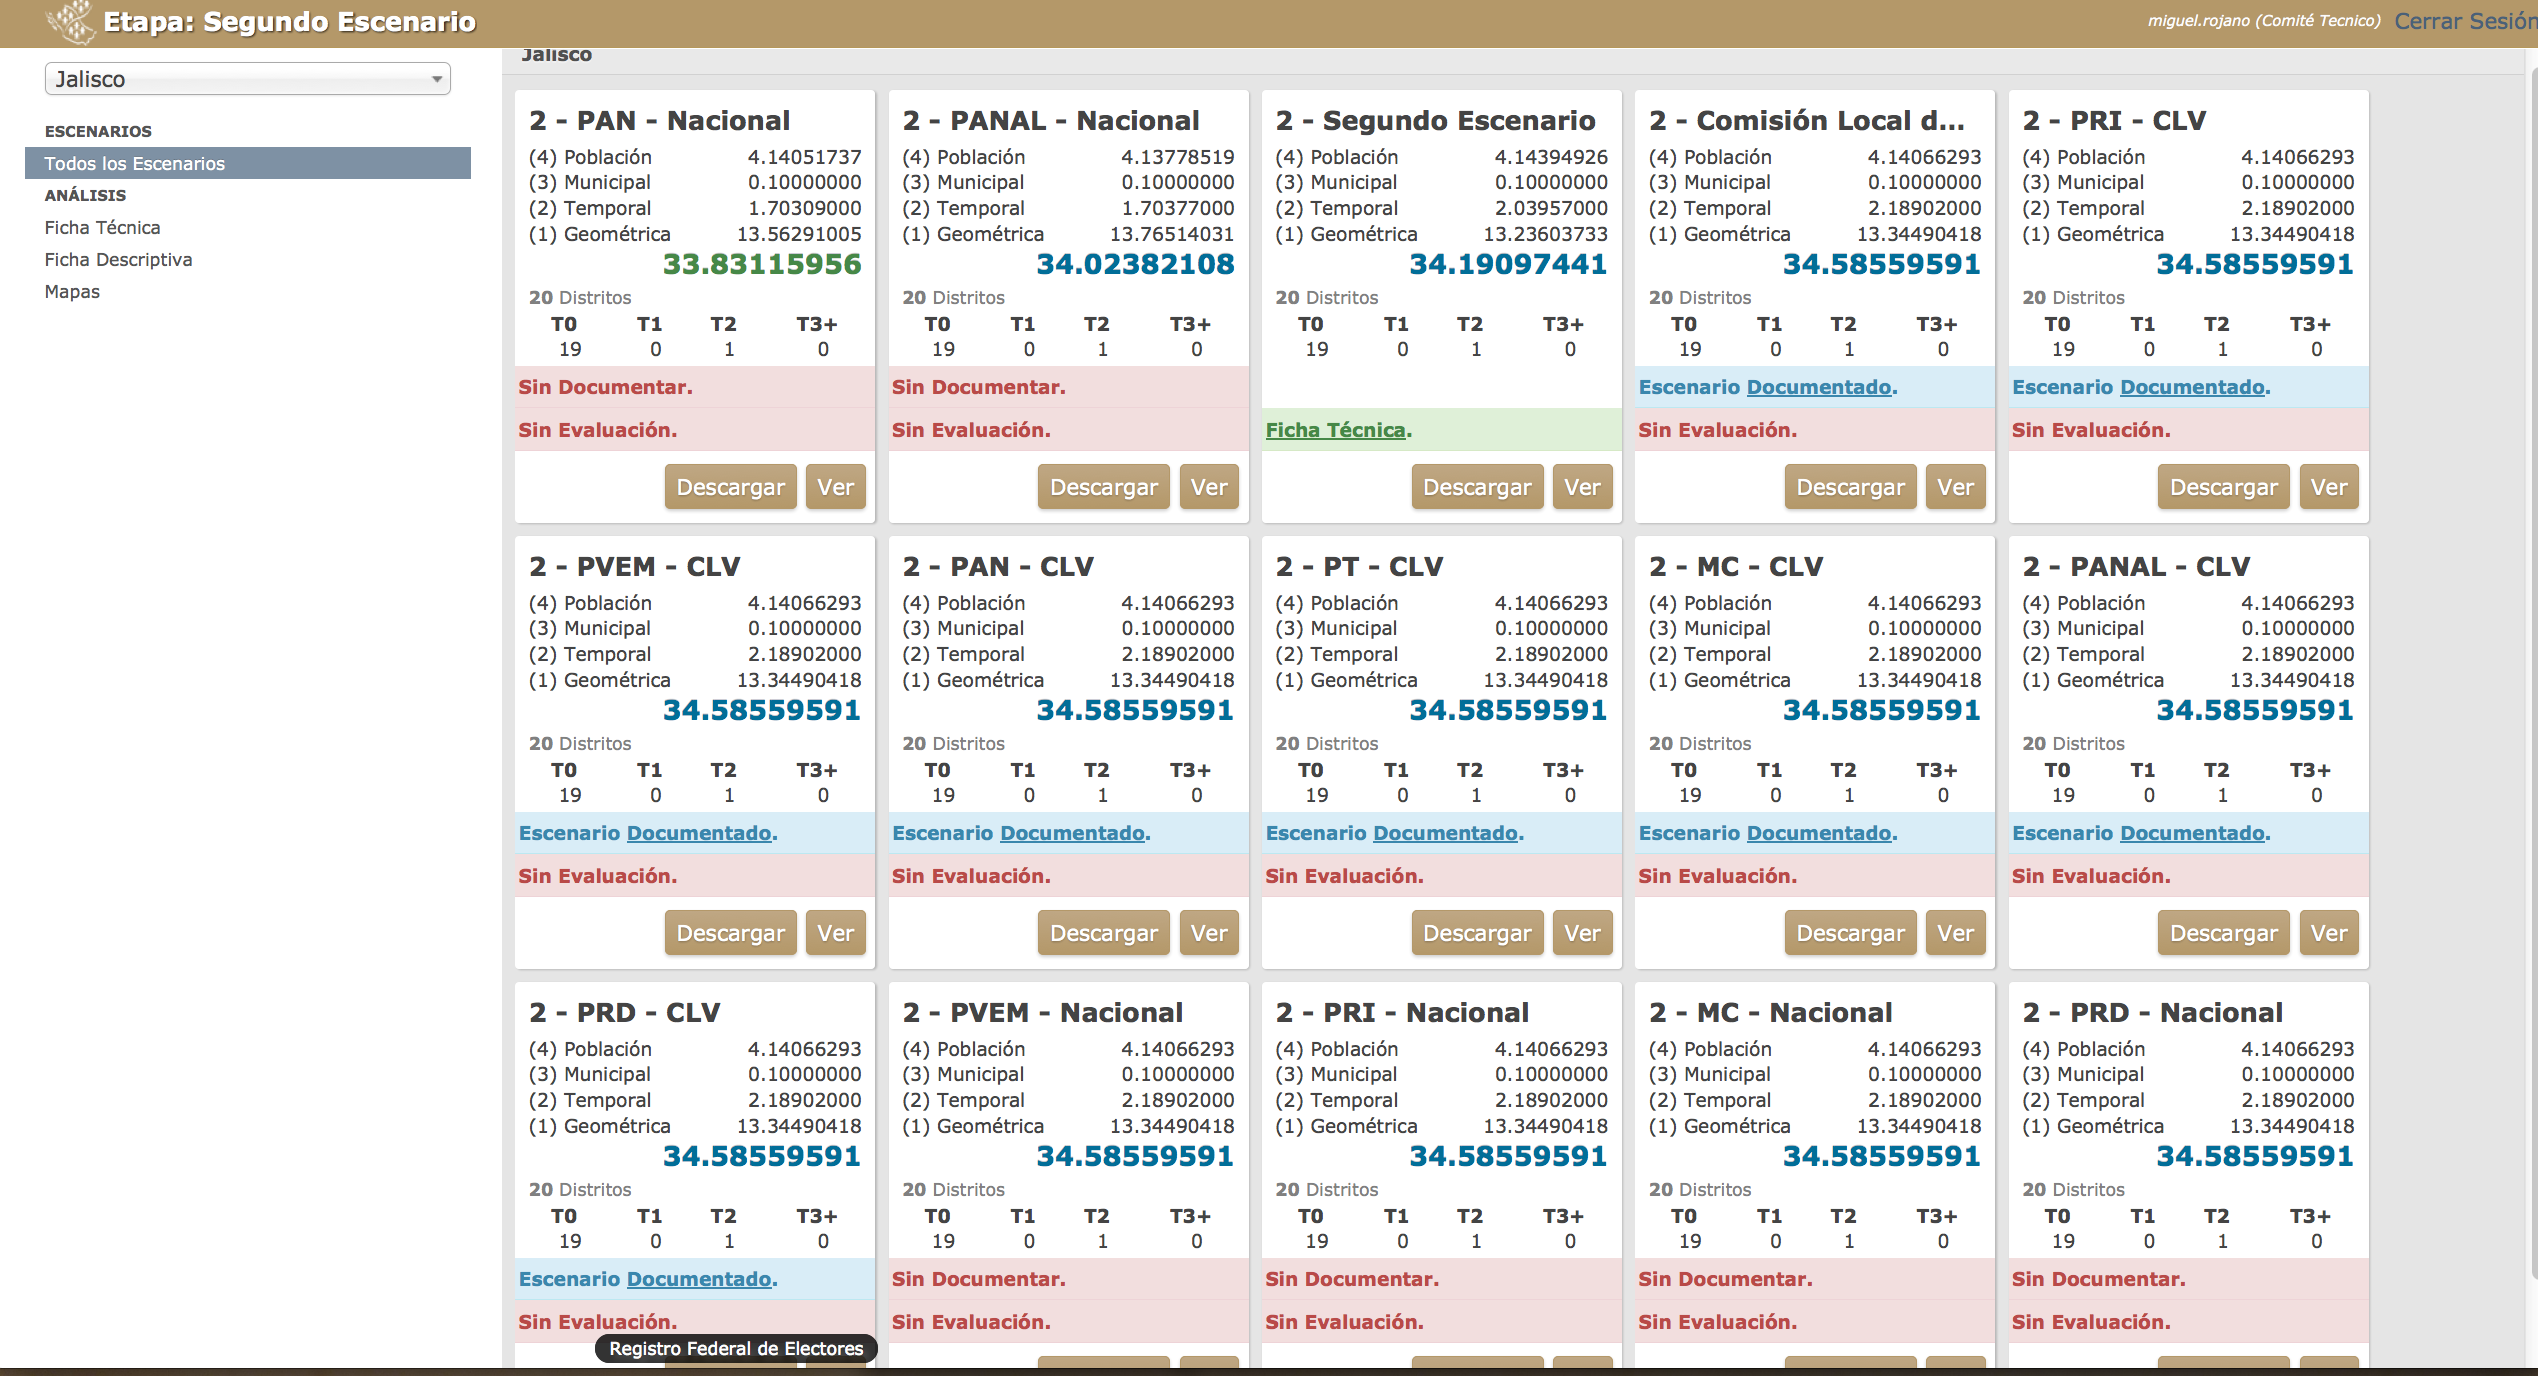 Etapa: Segundo Escenario
miguel.rojano (Comité Tecnico) Cerrar Sesión
Jalisco
ESCENARIOS
Todos los Escenarios
ANÁLISIS
Ficha Técnica
Ficha Descriptiva
Mapas
Jalisco
2 - PAN - Nacional
(4) Población 4.14051737
(3) Municipal 0.10000000
(2) Temporal 1.70309000
(1) Geométrica 13.56291005
33.83115956
20 Distritos
T0 T1 T2 T3+
19 0 1 0
Sin Documentar.
Sin Evaluación.
Descargar Ver
2 - PANAL - Nacional
(4) Población 4.13778519
(3) Municipal 0.10000000
(2) Temporal 1.70377000
(1) Geométrica 13.76514031
34.02382108
20 Distritos
T0 T1 T2 T3+
19 0 1 0
Sin Documentar.
Sin Evaluación.
Descargar Ver
2 - Segundo Escenario
(4) Población 4.14394926
(3) Municipal 0.10000000
(2) Temporal 2.03957000
(1) Geométrica 13.23603733
34.19097441
20 Distritos
T0 T1 T2 T3+
19 0 1 0
Ficha Técnica.
Descargar Ver
2 - Comisión Local d...
(4) Población 4.14066293
(3) Municipal 0.10000000
(2) Temporal 2.18902000
(1) Geométrica 13.34490418
34.58559591
20 Distritos
T0 T1 T2 T3+
19 0 1 0
Escenario Documentado.
Sin Evaluación.
Descargar Ver
2 - PRI - CLV
(4) Población 4.14066293
(3) Municipal 0.10000000
(2) Temporal 2.18902000
(1) Geométrica 13.34490418
34.58559591
20 Distritos
T0 T1 T2 T3+
19 0 1 0
Escenario Documentado.
Sin Evaluación.
Descargar Ver
2 - PVEM - CLV
(4) Población 4.14066293
(3) Municipal 0.10000000
(2) Temporal 2.18902000
(1) Geométrica 13.34490418
34.58559591
20 Distritos
T0 T1 T2 T3+
19 0 1 0
Escenario Documentado.
Sin Evaluación.
Descargar Ver
2 - PAN - CLV
(4) Población 4.14066293
(3) Municipal 0.10000000
(2) Temporal 2.18902000
(1) Geométrica 13.34490418
34.58559591
20 Distritos
T0 T1 T2 T3+
19 0 1 0
Escenario Documentado.
Sin Evaluación.
Descargar Ver
2 - PT - CLV
(4) Población 4.14066293
(3) Municipal 0.10000000
(2) Temporal 2.18902000
(1) Geométrica 13.34490418
34.58559591
20 Distritos
T0 T1 T2 T3+
19 0 1 0
Escenario Documentado.
Sin Evaluación.
Descargar Ver
2 - MC - CLV
(4) Población 4.14066293
(3) Municipal 0.10000000
(2) Temporal 2.18902000
(1) Geométrica 13.34490418
34.58559591
20 Distritos
T0 T1 T2 T3+
19 0 1 0
Escenario Documentado.
Sin Evaluación.
Descargar Ver
2 - PANAL - CLV
(4) Población 4.14066293
(3) Municipal 0.10000000
(2) Temporal 2.18902000
(1) Geométrica 13.34490418
34.58559591
20 Distritos
T0 T1 T2 T3+
19 0 1 0
Escenario Documentado.
Sin Evaluación.
Descargar Ver
2 - PRD - CLV
(4) Población 4.14066293
(3) Municipal 0.10000000
(2) Temporal 2.18902000
(1) Geométrica 13.34490418
34.58559591
20 Distritos
T0 T1 T2 T3+
19 0 1 0
Escenario Documentado.
Sin Evaluación.
2 - PVEM - Nacional
(4) Población 4.14066293
(3) Municipal 0.10000000
(2) Temporal 2.18902000
(1) Geométrica 13.34490418
34.58559591
20 Distritos
T0 T1 T2 T3+
19 0 1 0
Sin Documentar.
Sin Evaluación.
2 - PRI - Nacional
(4) Población 4.14066293
(3) Municipal 0.10000000
(2) Temporal 2.18902000
(1) Geométrica 13.34490418
34.58559591
20 Distritos
T0 T1 T2 T3+
19 0 1 0
Sin Documentar.
Sin Evaluación.
2 - MC - Nacional
(4) Población 4.14066293
(3) Municipal 0.10000000
(2) Temporal 2.18902000
(1) Geométrica 13.34490418
34.58559591
20 Distritos
T0 T1 T2 T3+
19 0 1 0
Sin Documentar.
Sin Evaluación.
2 - PRD - Nacional
(4) Población 4.14066293
(3) Municipal 0.10000000
(2) Temporal 2.18902000
(1) Geométrica 13.34490418
34.58559591
20 Distritos
T0 T1 T2 T3+
19 0 1 0
Sin Documentar.
Sin Evaluación.
Registro Federal de Electores